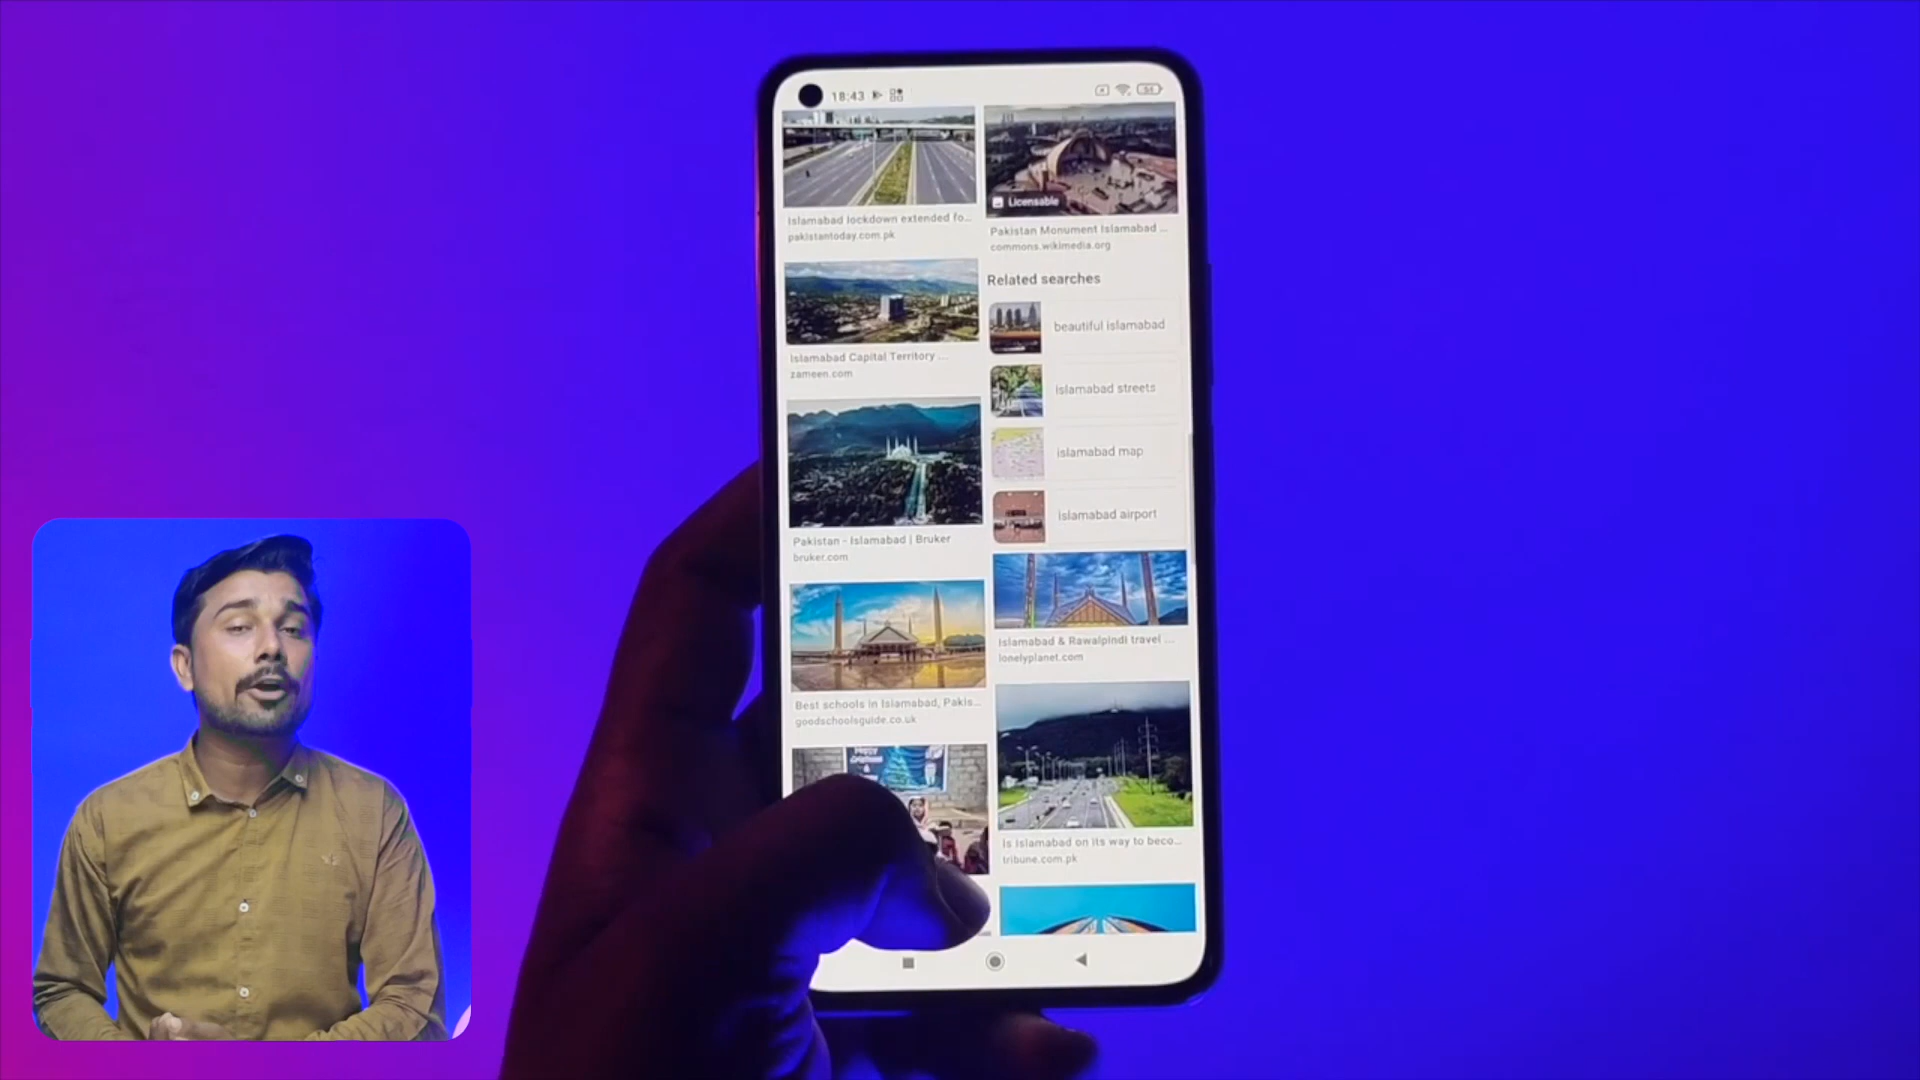 18:43
54
Islamabad lockdown extended fo...
pakistantoday.com.pk
Licensable
Pakistan Monument Islamabad ...
commons.wikimedia.org
Islamabad Capital Territory ...
zameen.com
Related searches
beautiful islamabad
islamabad streets
islamabad map
islamabad airport
Pakistan - Islamabad | Bruker
bruker.com
Islamabad & Rawalpindi travel ...
lonelyplanet.com
Best schools in Islamabad, Pakis...
goodschoolsguide.co.uk
Is Islamabad on its way to beco...
tribune.com.pk